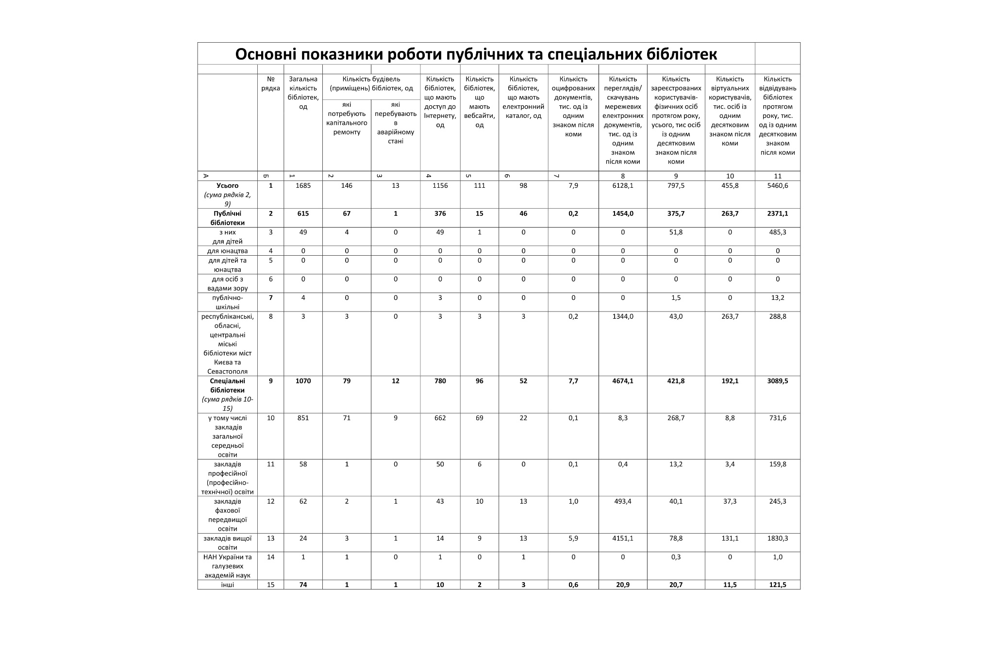 Основні показники роботи публічних та спеціальних бібліотек
№
рядка
Загальна
кількість
бібліотек,
од
Кількість будівель
(приміщень) бібліотек, од
які
потребують
капітального
ремонту
які
перебувають
в
аварійному
стані
Кількість
бібліотек,
що мають
доступ до
Інтернету,
од
Кількість
бібліотек,
що
мають
вебсайти,
од
Кількість
бібліотек,
що мають
електронний
каталог, од
Кількість
оцифрованих
документів,
тис. од із
одним
знаком після
коми
Кількість
переглядів/
скачувань
мережевих
електронних
документів,
тис. од із
одним
знаком
після коми
Кількість
зареєстрованих
користувачів-
фізичних осіб
протягом року,
усього, тис осіб
із одним
десятковим
знаком після
коми
Кількість
віртуальних
користувачів,
тис. осіб із
одним
десятковим
знаком після
коми
Кількість
відвідувань
бібліотек
протягом
року, тис.
од із одним
десятковим
знаком
після коми
А Б 1 2 3 4 5 6 7 8 9 10 11
Усього 1 1685 146 13 1156 111 98 7,9 6128,1 797,5 455,8 5460,6
(сума рядків 2,
9)
Публічні 2 615 67 1 376 15 46 0,2 1454,0 375,7 263,7 2371,1
бібліотеки
з них 3 49 4 0 49 1 0 0 0 51,8 0 485,3
для дітей
для юнацтва 4 0 0 0 0 0 0 0 0 0 0 0
для дітей та 5 0 0 0 0 0 0 0 0 0 0 0
юнацтва
для осіб з 6 0 0 0 0 0 0 0 0 0 0 0
вадами зору
публічно- 7 4 0 0 3 0 0 0 0 1,5 0 13,2
шкільні
республіканські, 8 3 3 0 3 3 3 0,2 1344,0 43,0 263,7 288,8
обласні,
центральні
міські
бібліотеки міст
Києва та
Севастополя
Спеціальні 9 1070 79 12 780 96 52 7,7 4674,1 421,8 192,1 3089,5
бібліотеки
(сума рядків 10-
15)
у тому числі 10 851 71 9 662 69 22 0,1 8,3 268,7 8,8 731,6
закладів
загальної
середньої
освіти
закладів 11 58 1 0 50 6 0 0,1 0,4 13,2 3,4 159,8
професійної
(професійно-
технічної) освіти
закладів 12 62 2 1 43 10 13 1,0 493,4 40,1 37,3 245,3
фахової
передвищої
освіти
закладів вищої 13 24 3 1 14 9 13 5,9 4151,1 78,8 131,1 1830,3
освіти
НАН України та 14 1 1 0 1 0 1 0 0 0,3 0 1,0
галузевих
академій наук
інші 15 74 1 1 10 2 3 0,6 20,9 20,7 11,5 121,5